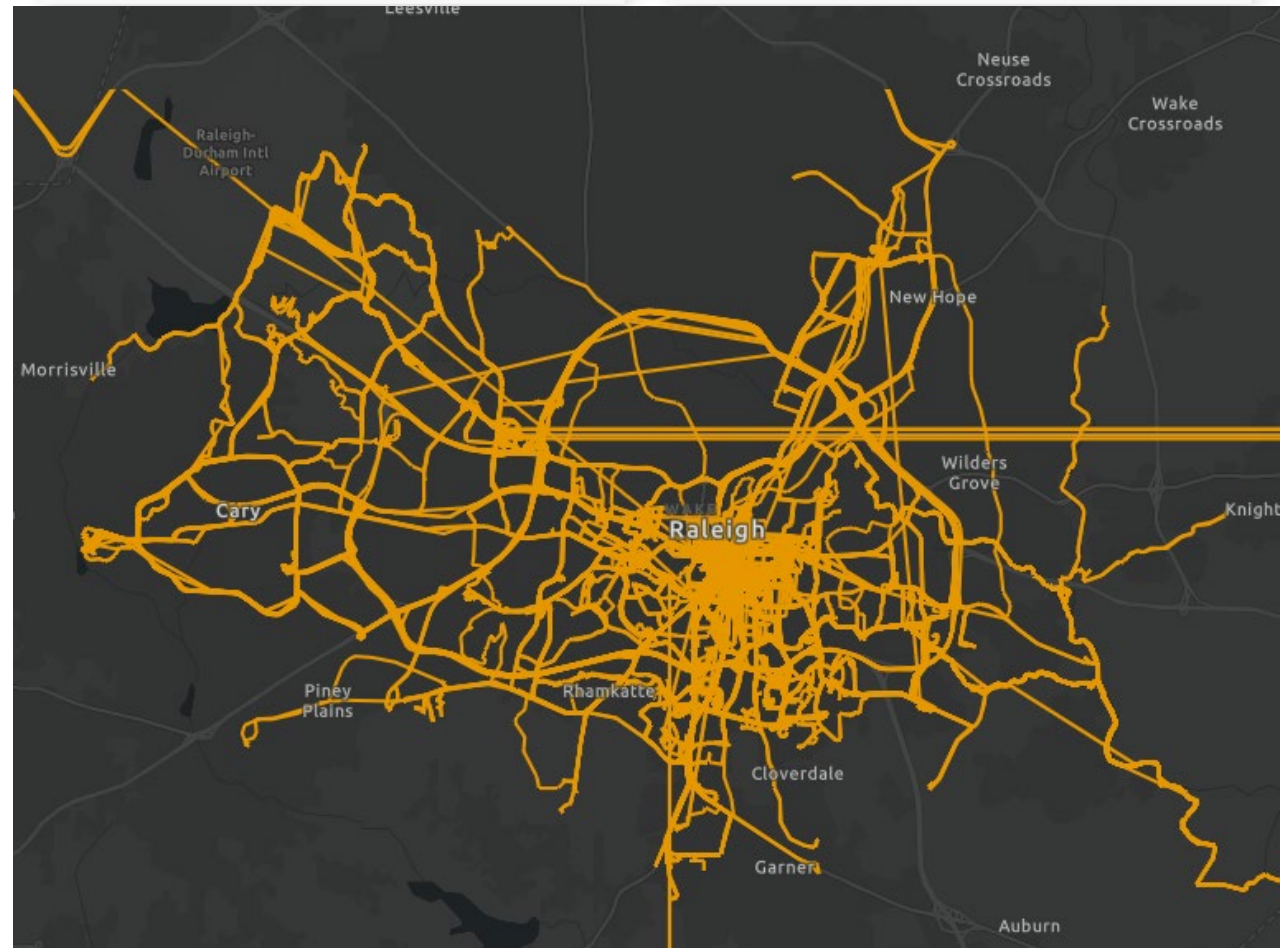 Leesville
Neuse
Crossroads
Wake
Crossroads
Raleigh-
Durham Intl
Airport
New Hope
Morrisville
Wilders
Grove
Cary
WAKE
Raleigh
Knight
Piney
Plains
Rhamkatte
Cloverdale
Garner
Auburn